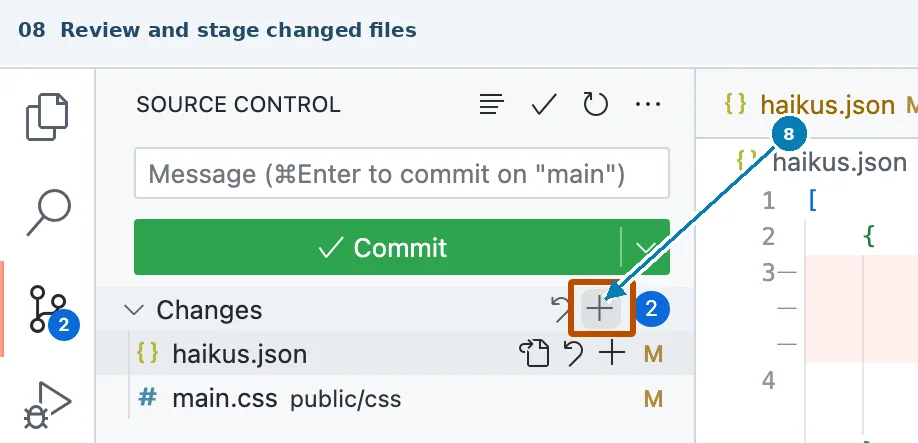 08 Review and stage changed files
SOURCE CONTROL
Message (⌘Enter to commit on "main")
Commit
Changes
2
haikus.json
M
main.css public/css
M
2
{} haikus.json M
8
{} haikus.json
1 [
2 {
3
4